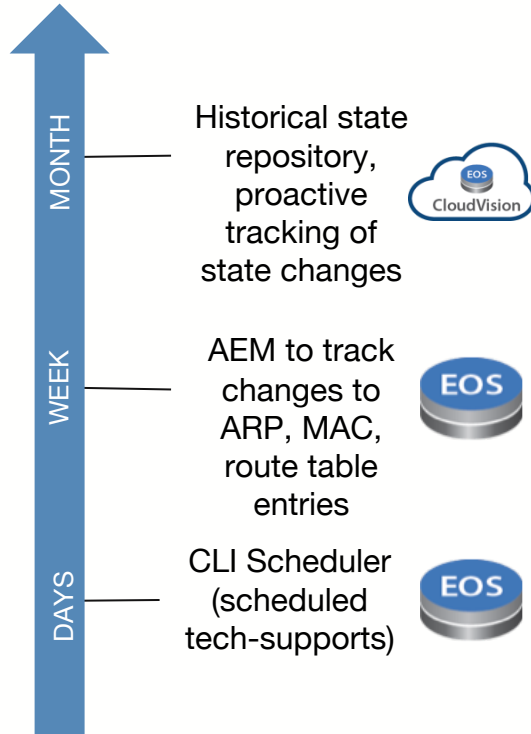 MONTH
Historical state
repository,
proactive
tracking of
state changes
EOS
CloudVision
WEEK
AEM to track
changes to
ARP, MAC,
route table
entries
EOS
DAYS
CLI Scheduler
(scheduled
tech-supports)
EOS